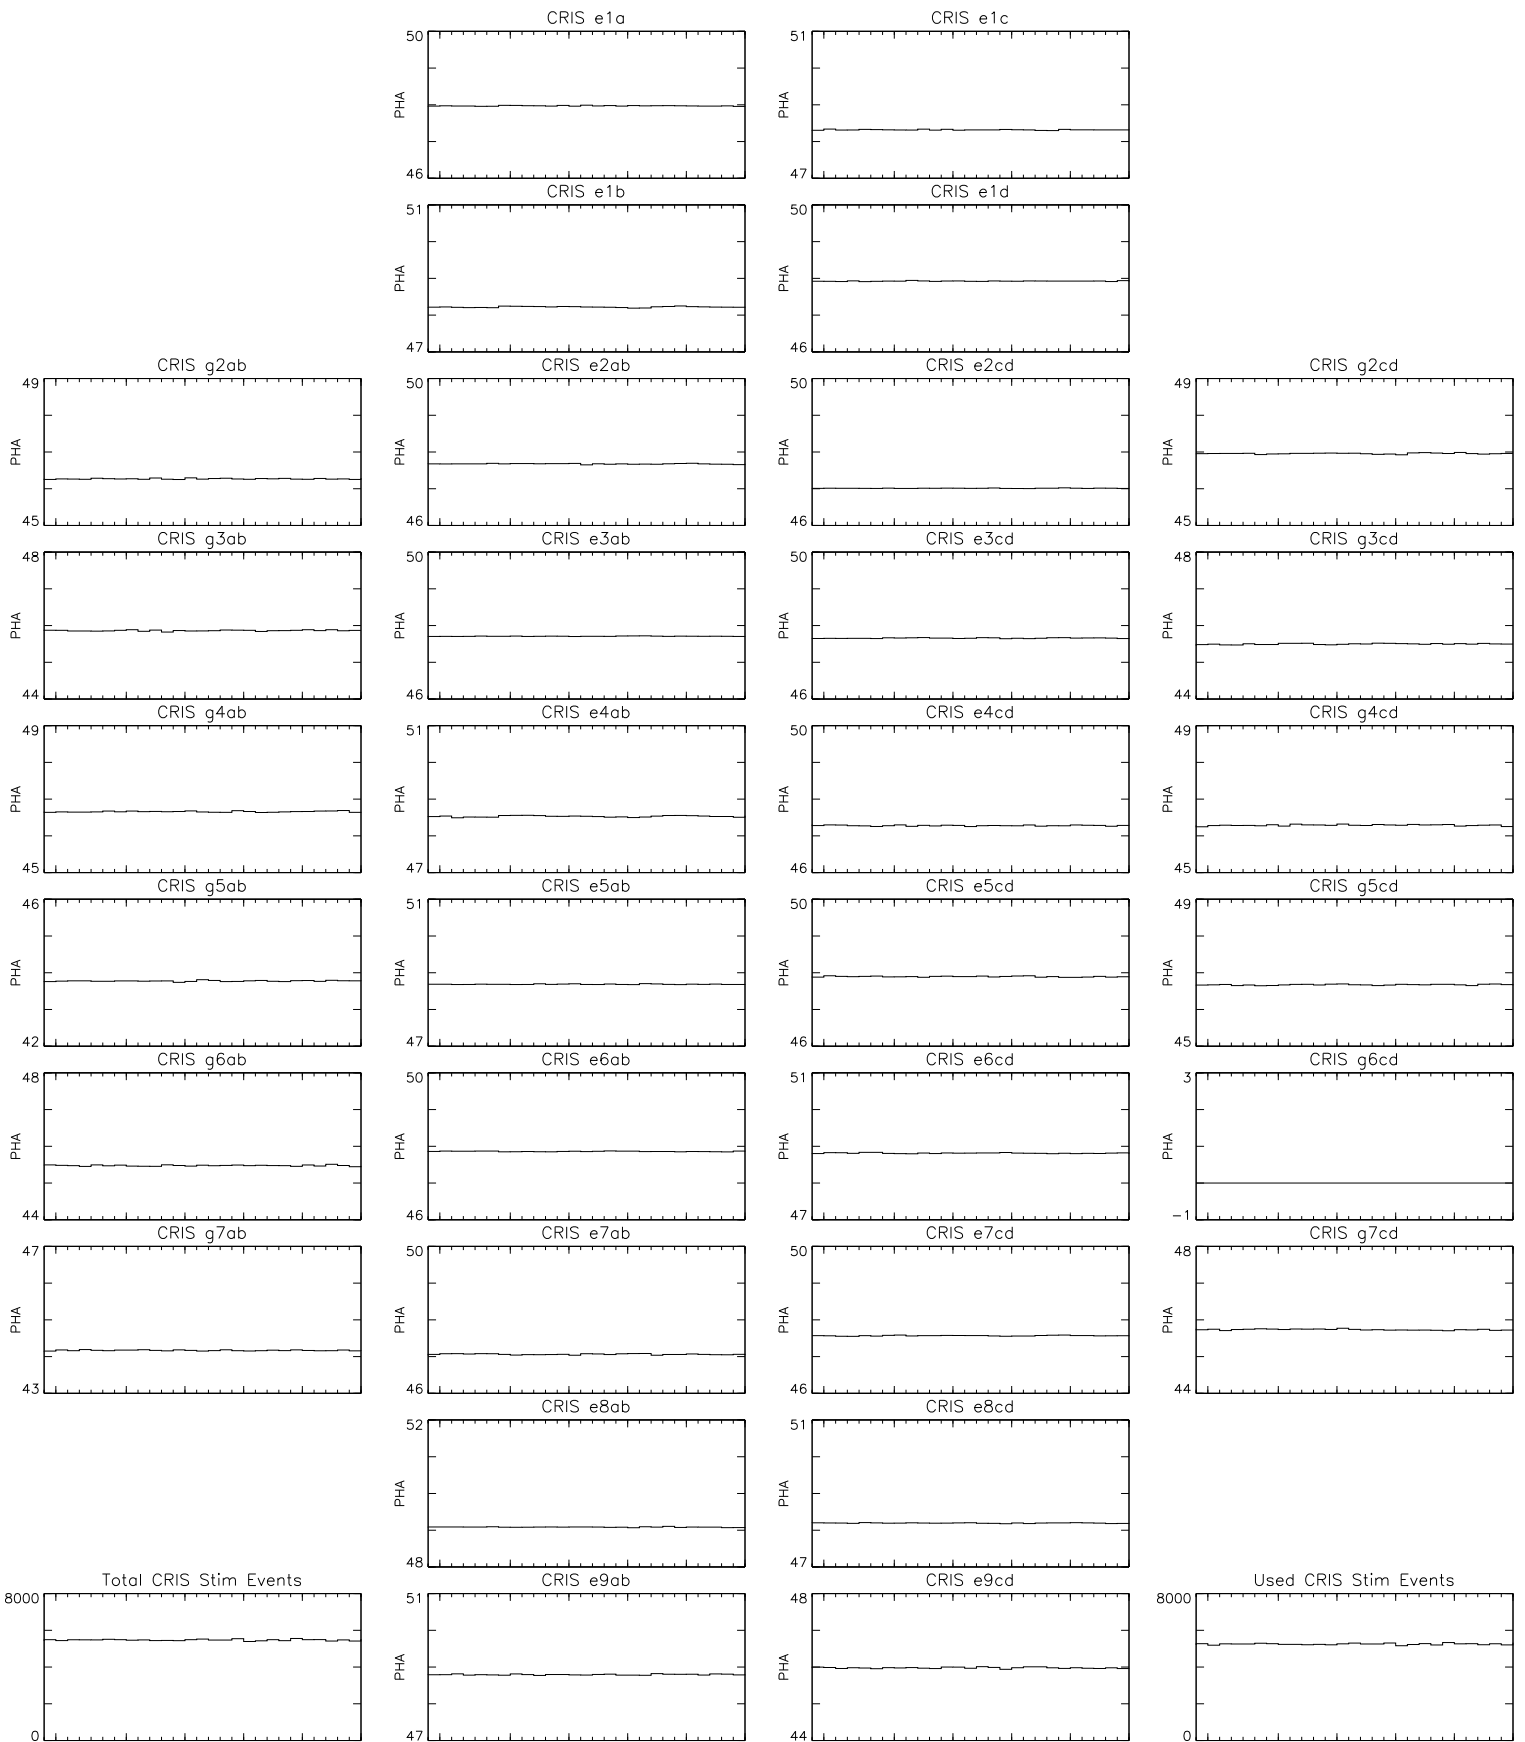 CRIS e1a
CRIS e1c
50
PHA
46
51
PHA
47
CRIS e1b
CRIS e1d
51
PHA
47
50
PHA
46
CRIS g2ab
CRIS e2ab
CRIS e2cd
CRIS g2cd
49
PHA
45
50
PHA
46
50
PHA
46
49
PHA
45
CRIS g3ab
CRIS e3ab
CRIS e3cd
CRIS g3cd
48
PHA
44
50
PHA
46
50
PHA
46
48
PHA
44
CRIS g4ab
CRIS e4ab
CRIS e4cd
CRIS g4cd
49
PHA
45
51
PHA
47
50
PHA
46
49
PHA
45
CRIS g5ab
CRIS e5ab
CRIS e5cd
CRIS g5cd
46
PHA
42
51
PHA
47
50
PHA
46
49
PHA
45
CRIS g6ab
CRIS e6ab
CRIS e6cd
CRIS g6cd
48
PHA
44
50
PHA
46
51
PHA
47
3
PHA
-1
CRIS g7ab
CRIS e7ab
CRIS e7cd
CRIS g7cd
47
PHA
43
50
PHA
46
50
PHA
46
48
PHA
44
CRIS e8ab
CRIS e8cd
52
PHA
48
51
PHA
47
Total CRIS Stim Events
CRIS e9ab
CRIS e9cd
Used CRIS Stim Events
8000
0
51
PHA
47
48
PHA
44
8000
0